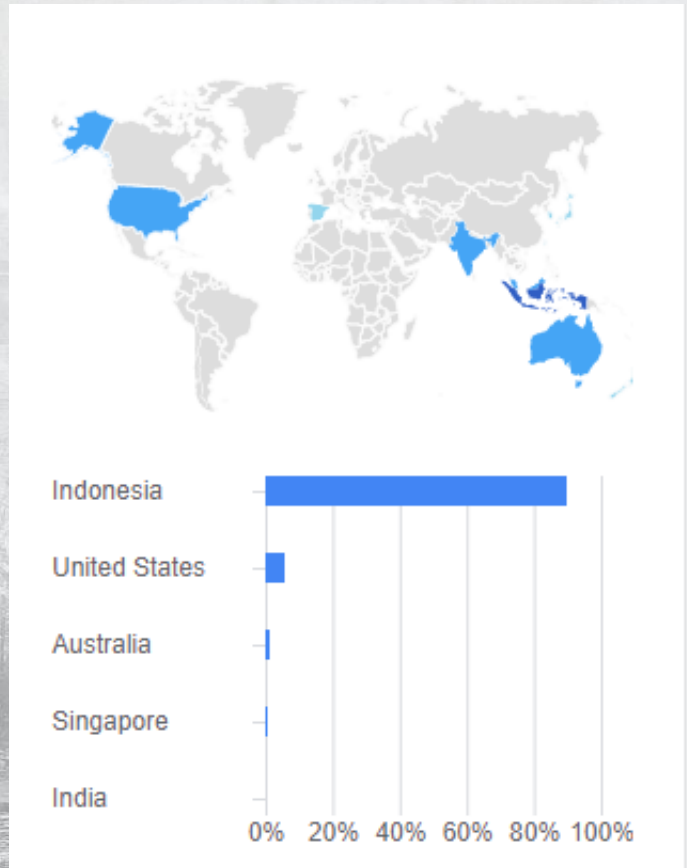 Indonesia
United States
Australia
Singapore
India
0% 20% 40% 60% 80% 100%